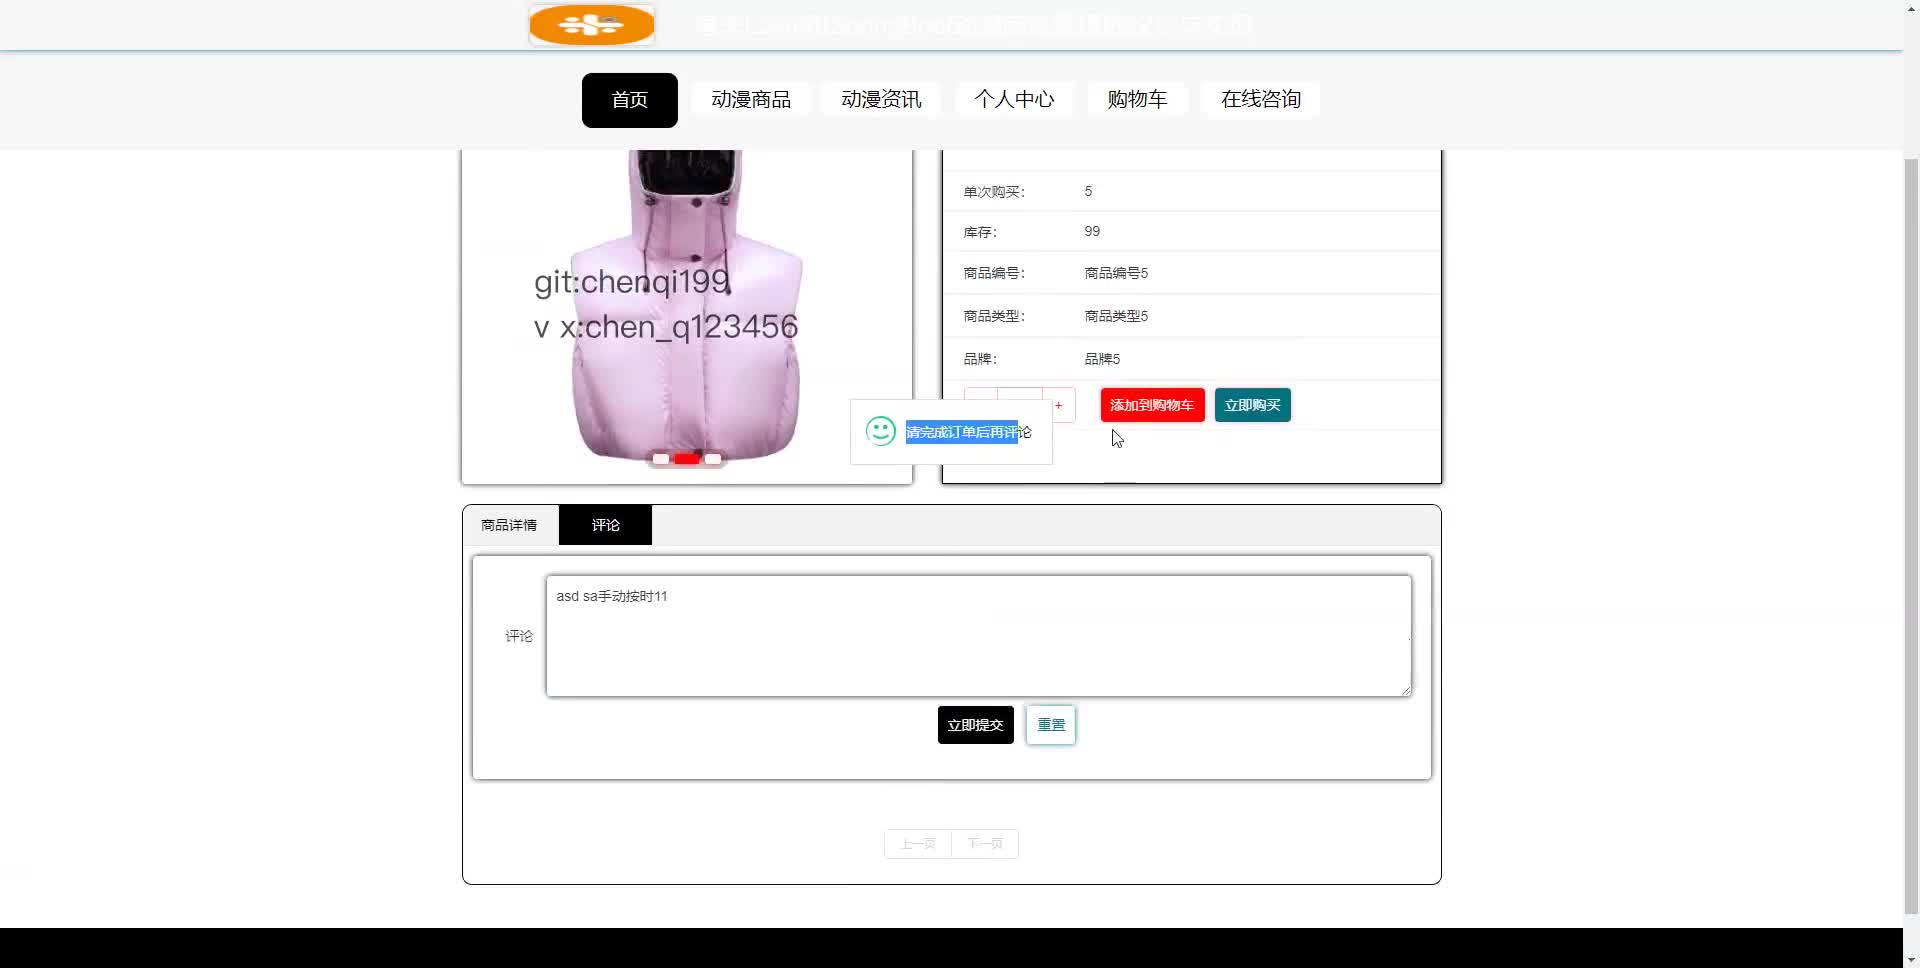 首页
动漫商品
动漫资讯
个人中心
购物车
在线咨询
git:chenqi199
v x:chen_q123456
单次购买：
5
库存：
99
商品编号：
商品编号5
商品类型：
商品类型5
品牌：
品牌5
+
添加到购物车
立即购买
请完成订单后再评论
商品详情
评论
评论
asd sa手动按时11
立即提交
重置
上一页
下一页